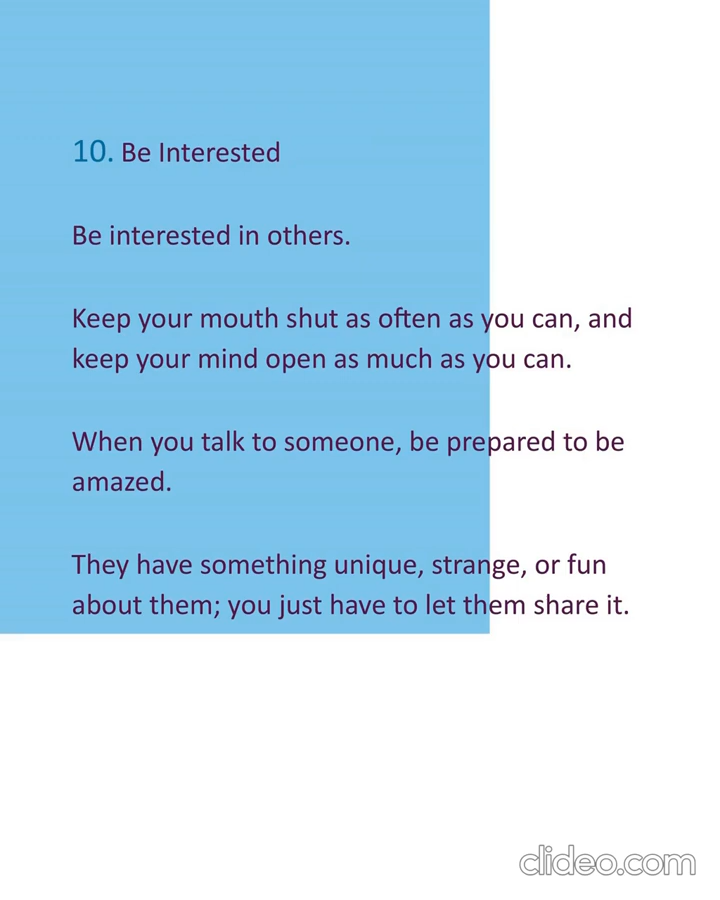 10. Be Interested
Be interested in others.
Keep your mouth shut as often as you can, and
keep your mind open as much as you can.
When you talk to someone, be prepared to be
amazed.
They have something unique, strange, or fun
about them; you just have to let them share it.
clideo.com